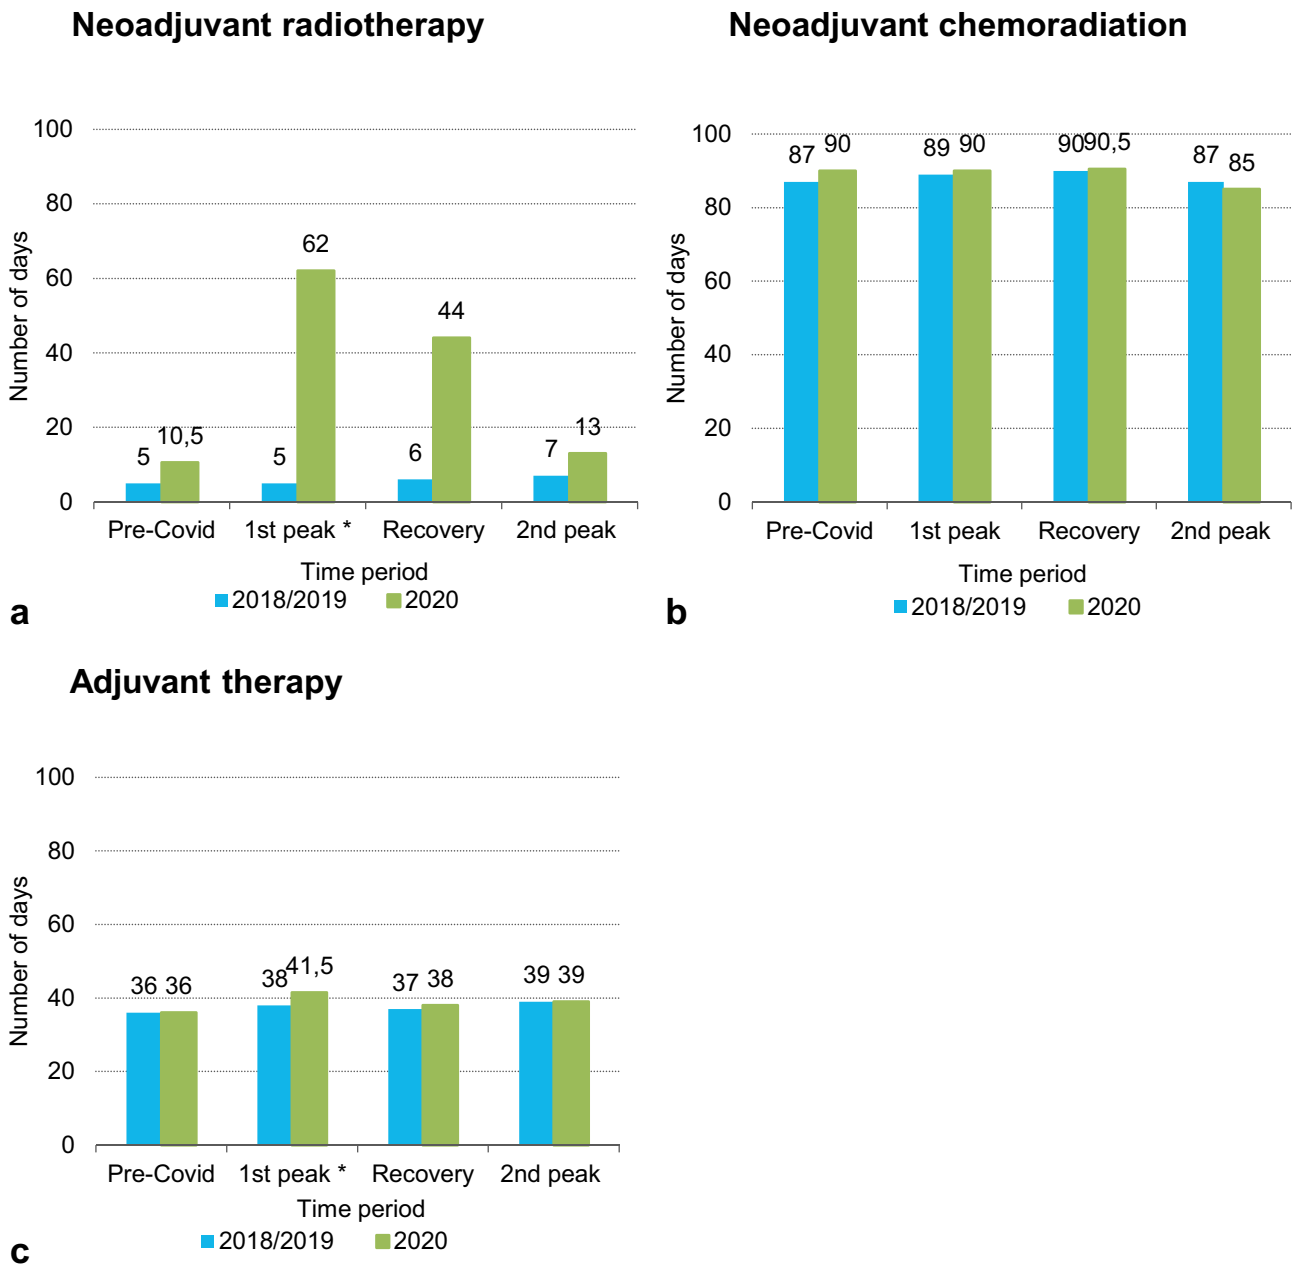 Neoadjuvant radiotherapy
100
80
60
40
20
0
Number of days
5 10,5 5 62 6 44 7 13
Pre-Covid 1st peak * Recovery 2nd peak
Time period
2018/2019 2020
a
Neoadjuvant chemoradiation
100
80
60
40
20
0
Number of days
87 90 89 90 90 90,5 87 85
Pre-Covid 1st peak Recovery 2nd peak
Time period
2018/2019 2020
b
Adjuvant therapy
100
80
60
40
20
0
Number of days
36 36 38 41,5 37 38 39 39
Pre-Covid 1st peak * Recovery 2nd peak
Time period
2018/2019 2020
c